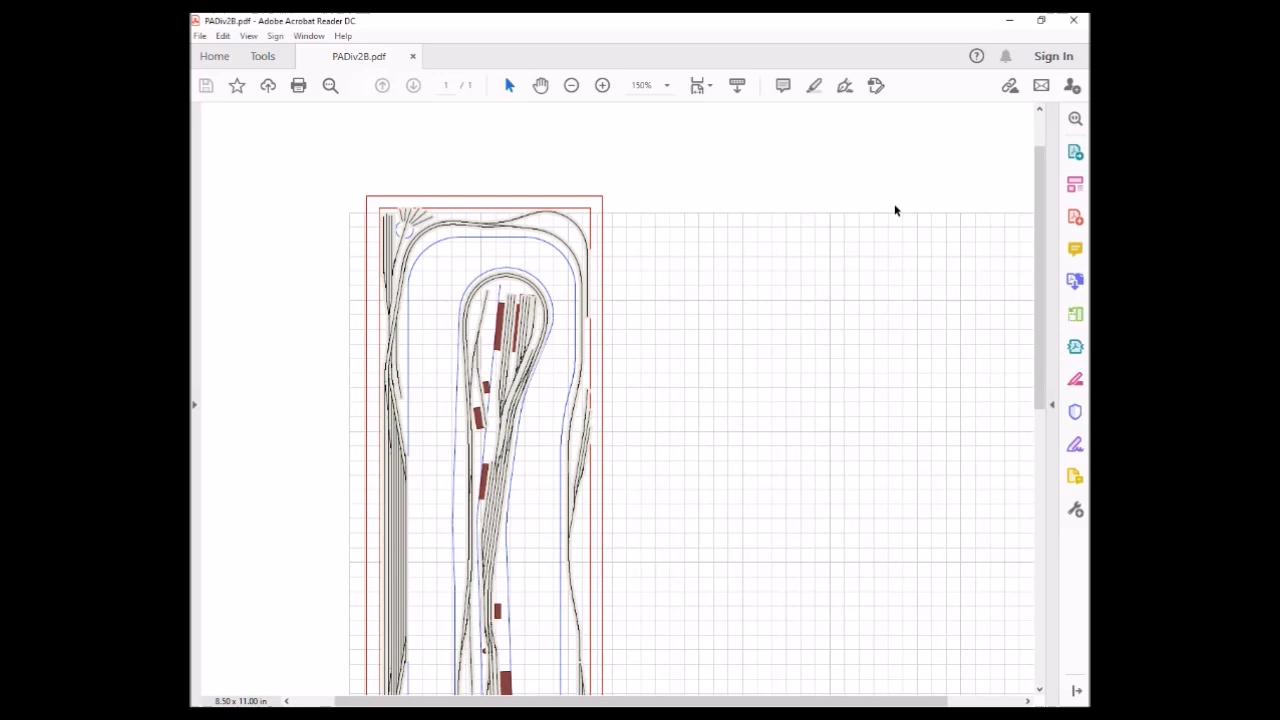 PADiv2B.pdf - Adobe Acrobat Reader DC
File Edit View Sign Window Help
Home Tools PADiv2B.pdf × Sign In
1 / 1 150%
8.50 x 11.00 in